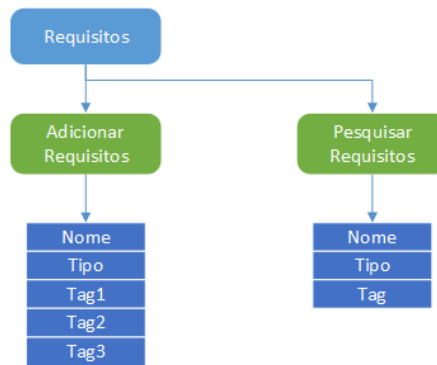 Requisitos
Adicionar
Requisitos
Pesquisar
Requisitos
Nome
Tipo
Tag1
Tag2
Tag3
Nome
Tipo
Tag